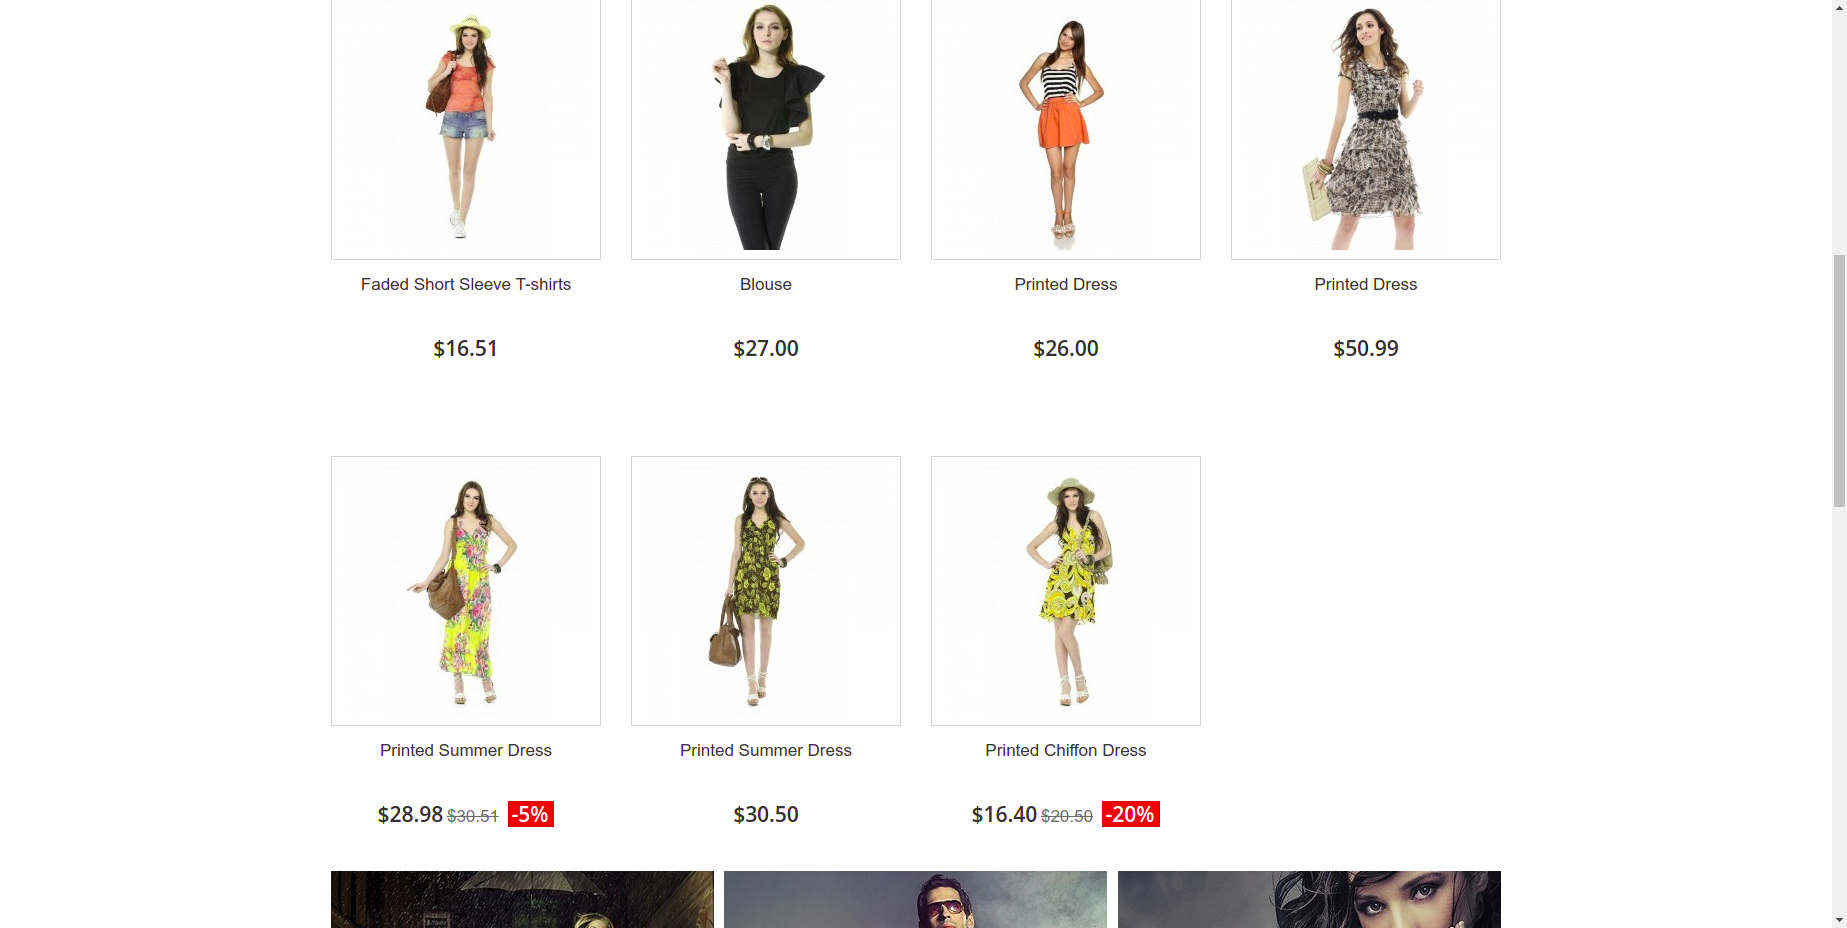 Faded Short Sleeve T-shirts
Blouse
Printed Dress
Printed Dress
$16.51
$27.00
$26.00
$50.99
Printed Summer Dress
Printed Summer Dress
Printed Chiffon Dress
$28.98 $30.51 -5%
$30.50
$16.40 $20.50 -20%